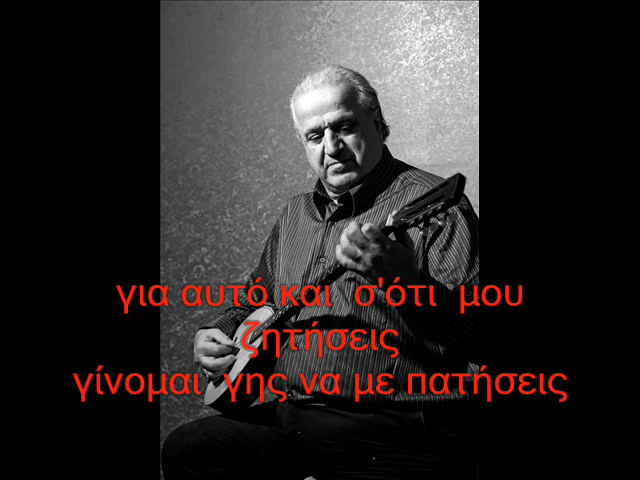 για αυτό και σ'ότι μου
ζητήσεις
γίνομαι γης να με πατήσεις